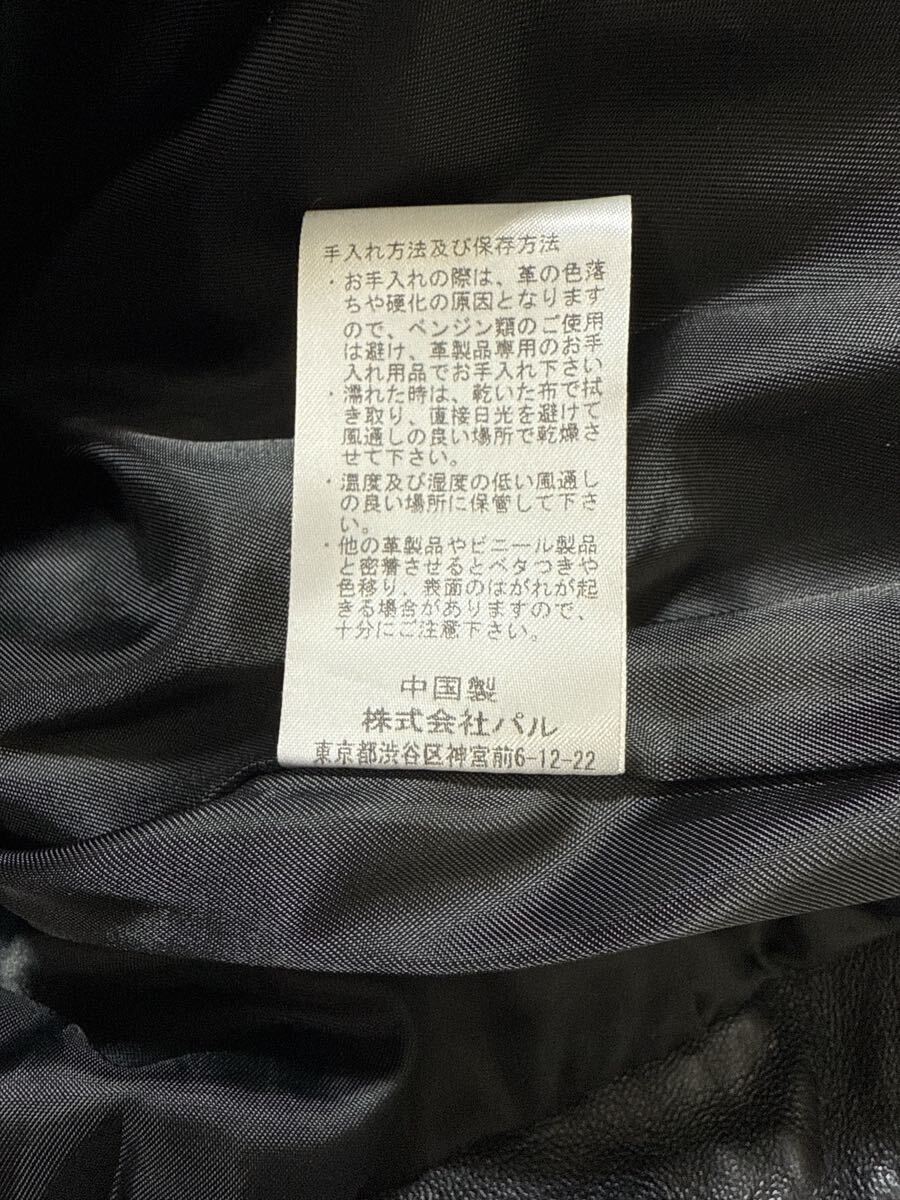 手入れ方法及び保存方法
・お手入れの際は、革の色落
ちや硬化の原因となります
ので、ベンジン類のご使用
は避け、革製品専用のお手
入れ用品でお手入れ下さい
・濡れた時は、乾いた布で拭
き取り、直接日光を避けて
風通しの良い場所で乾燥さ
せて下さい。
・温度及び湿度の低い風通し
の良い場所に保管して下さ
い。
・他の革製品やビニール製品
と密着させるとベタつきや
色移り、表面のはがれが起
きる場合がありますので、
十分にご注意下さい。
中国製
株式会社パル
東京都渋谷区神宮前6-12-22